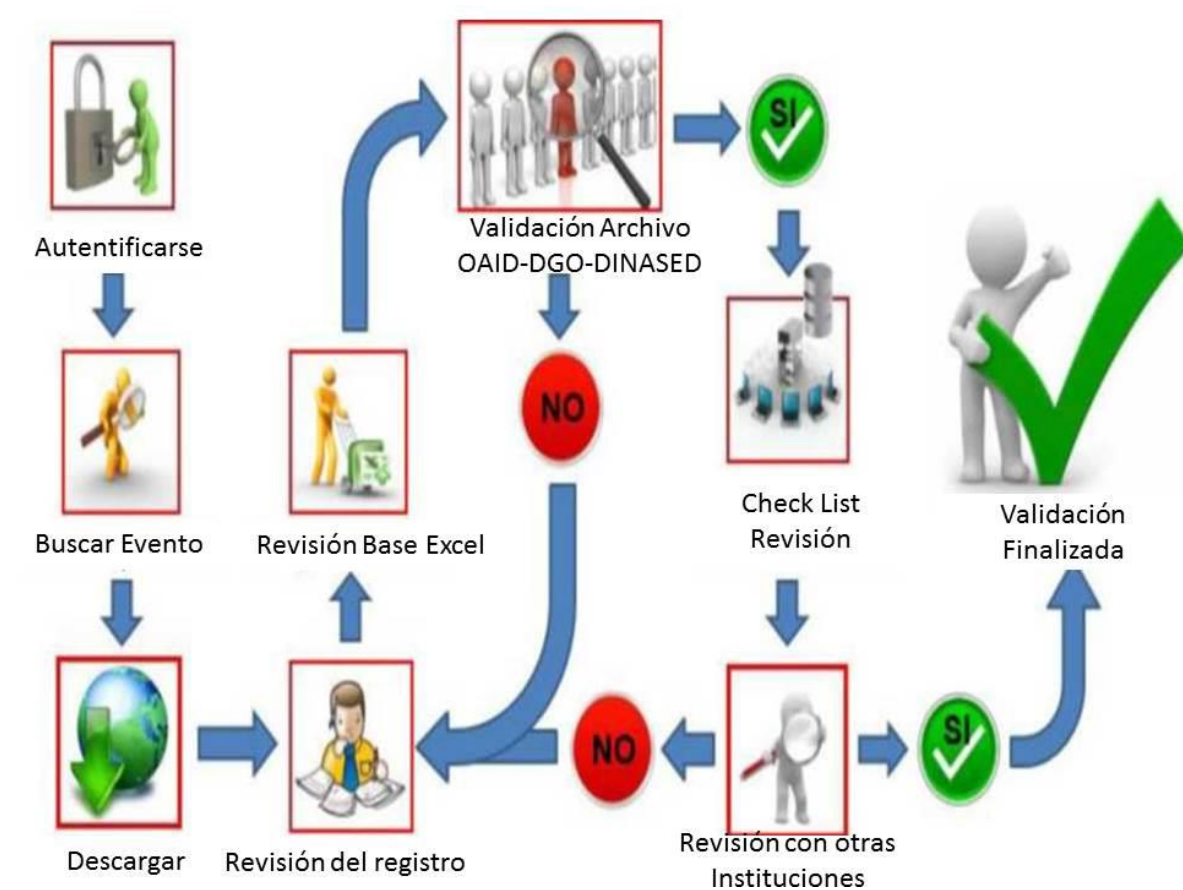 Autentificarse
Buscar Evento
Descargar
Revisión del registro
Revisión Base Excel
Validación Archivo
OAID-DGO-DINASED
SI
NO
Check List
Revisión
Revisión con otras
Instituciones
NO
SI
Validación
Finalizada